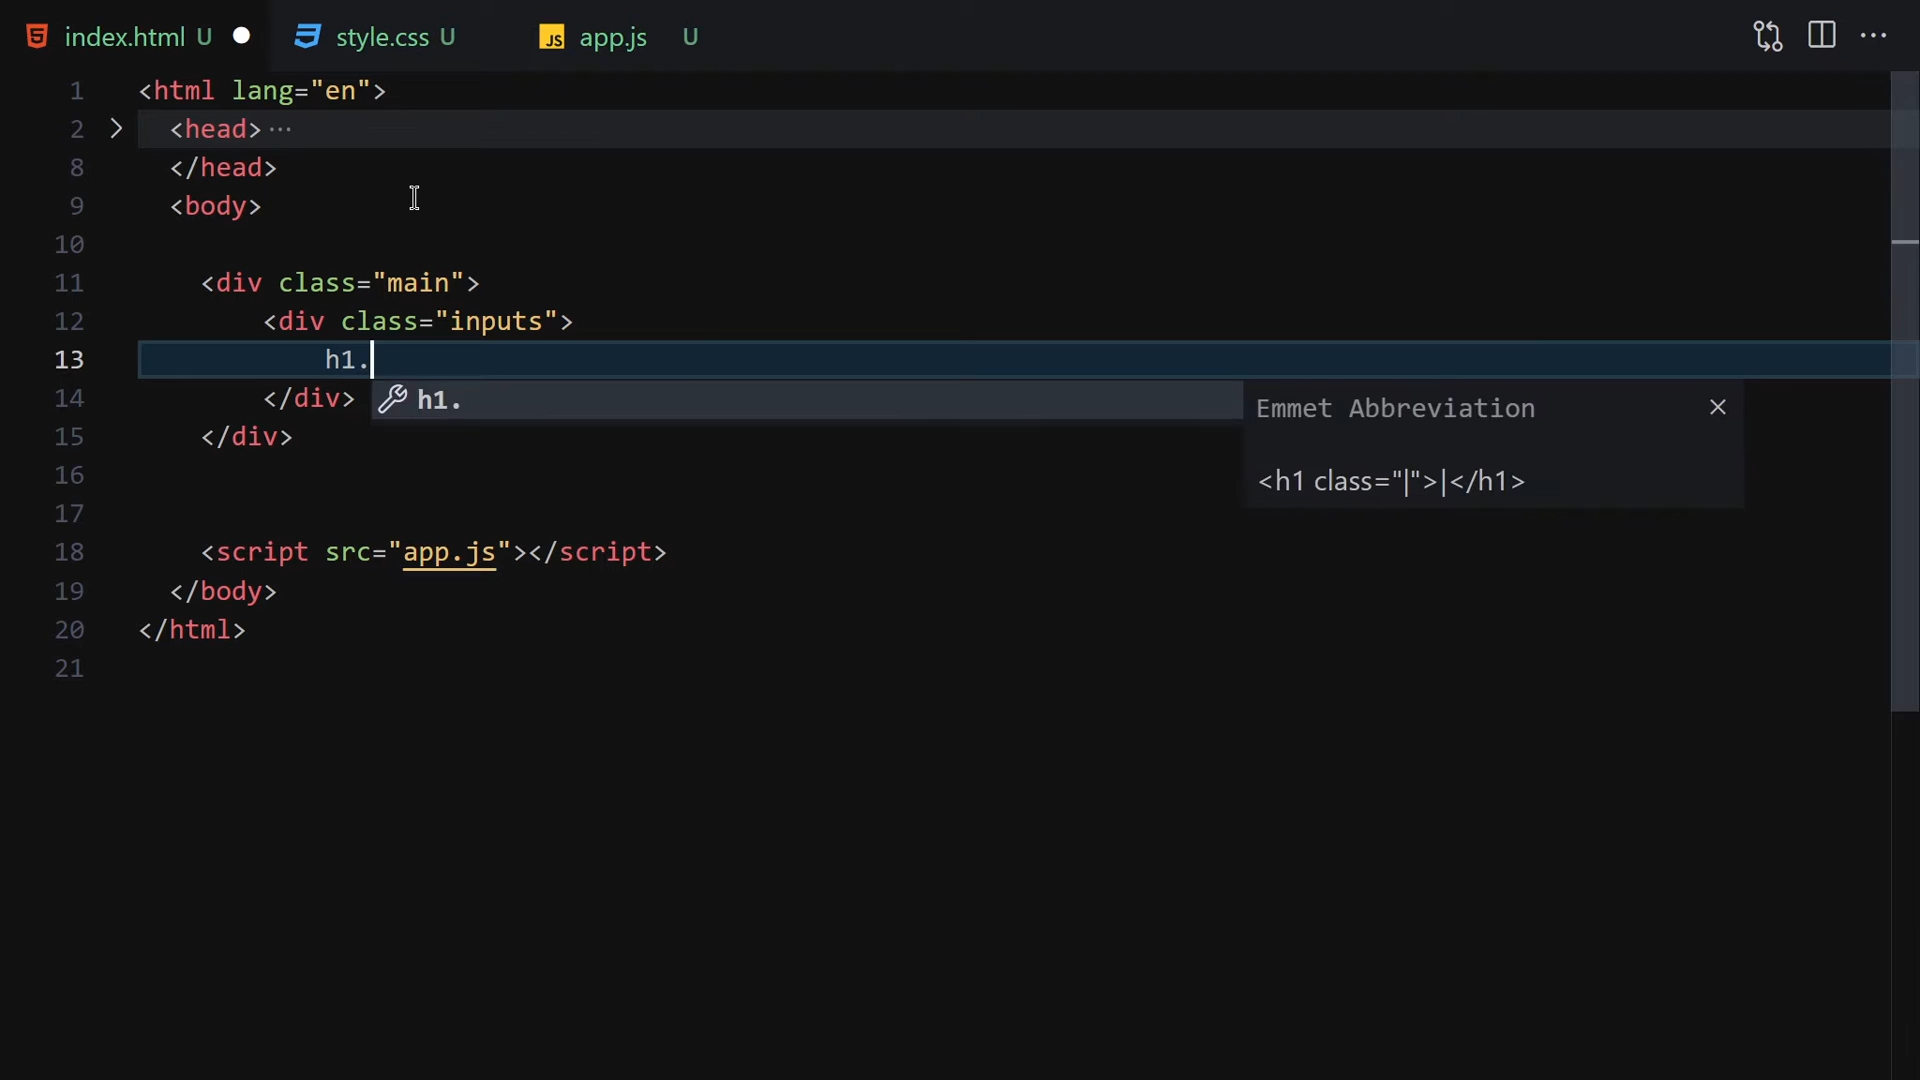 index.html U
style.css U
JS app.js U
1 <html lang="en">
2 <head>···
8 </head>
9 <body>
10
11 <div class="main">
12 <div class="inputs">
13 h1.
14 </div>
h1.
Emmet Abbreviation
<h1 class="|">|</h1>
15 </div>
16
17
18 <script src="app.js"></script>
19 </body>
20 </html>
21